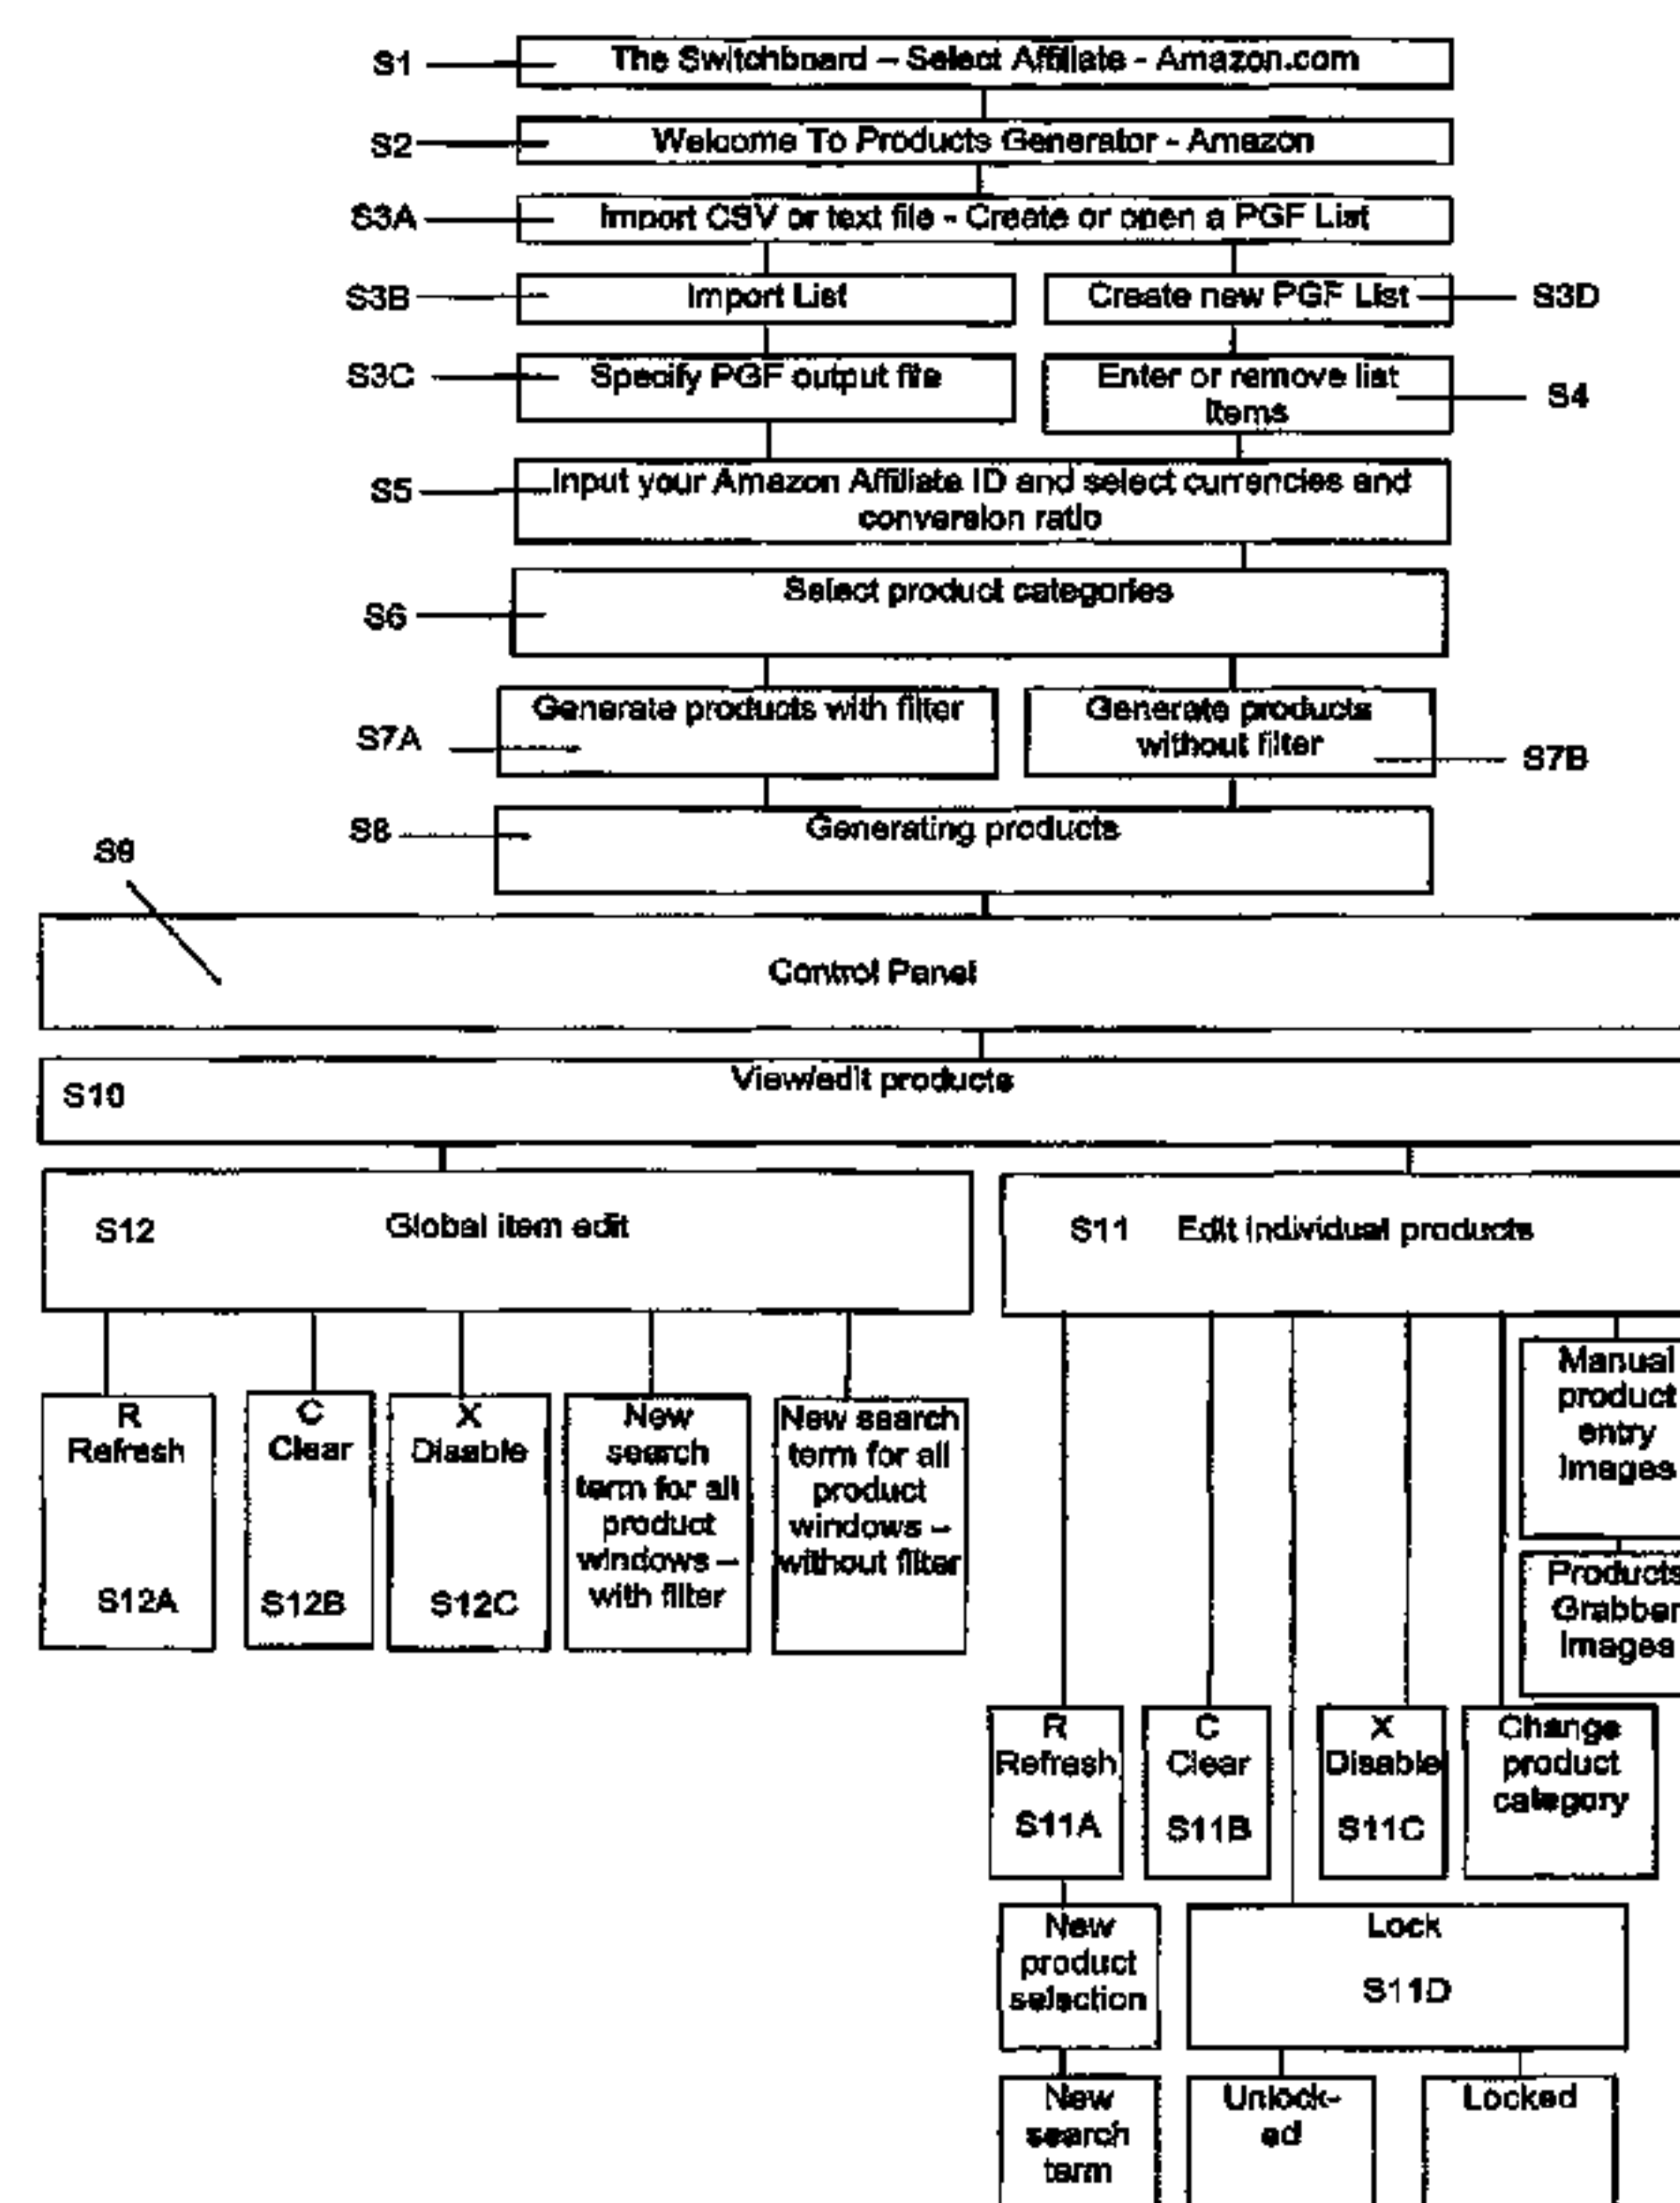 S1 The Switchboard – Select Affiliate - Amazon.com
S2 Welcome To Products Generator - Amazon
S3A Import CSV or text file - Create or open a PGF List
S3B Import List
Create new PGF List S3D
S3C Specify PGF output file
Enter or remove list
items
S4
S5 Input your Amazon Affiliate ID and select currencies and
conversion ratio
S6 Select product categories
S7A Generate products with filter
Generate products
without filter
S7B
S8 Generating products
S9
Control Panel
S10 View/edit products
S12 Global item edit
S11 Edit individual products
R
Refresh
S12A
C
Clear
S12B
X
Disable
S12C
New
search
term for all
product
windows –
with filter
New search
term for all
product
windows –
without filter
Manual
product
entry
Images
Products
Grabber
Images
R
Refresh
S11A
C
Clear
S11B
X
Disable
S11C
Change
product
category
New
product
selection
Lock
S11D
New
search
term
Unlock-
ed
Locked